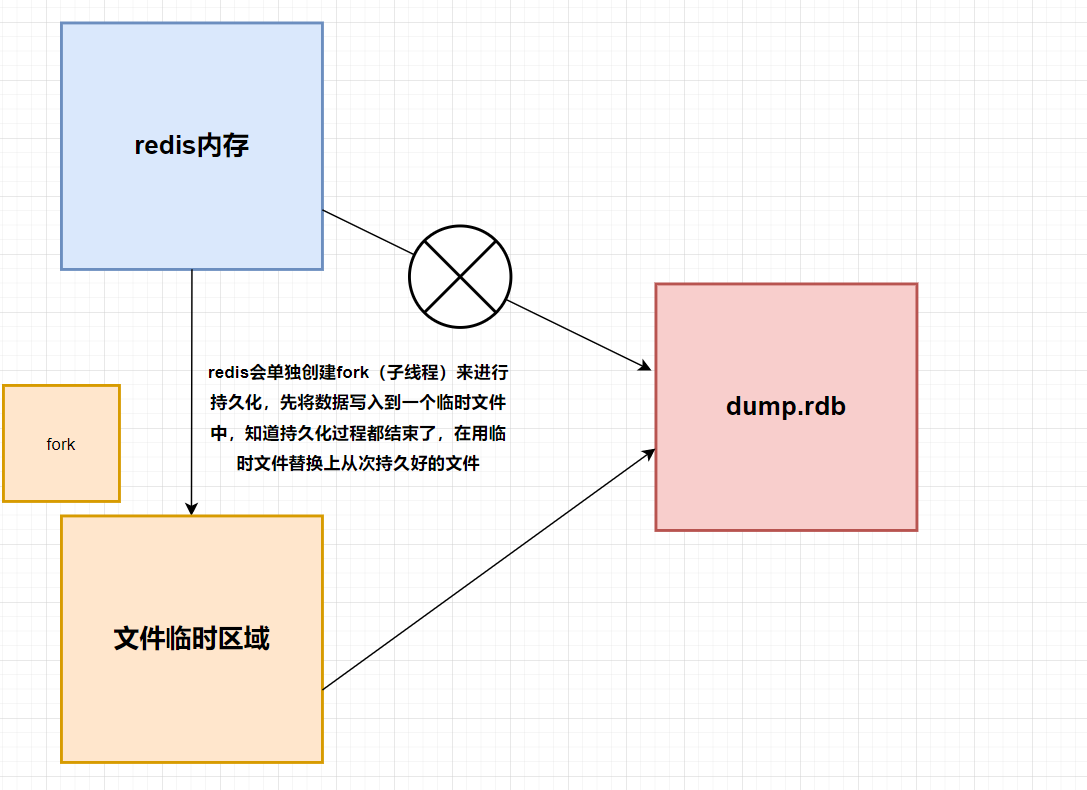 redis内存
redis会单独创建fork（子线程）来进行
持久化，先将数据写入到一个临时文件
中，知道持久化过程都结束了，在用临
时文件替换上从次持久好的文件
dump.rdb
fork
文件临时区域